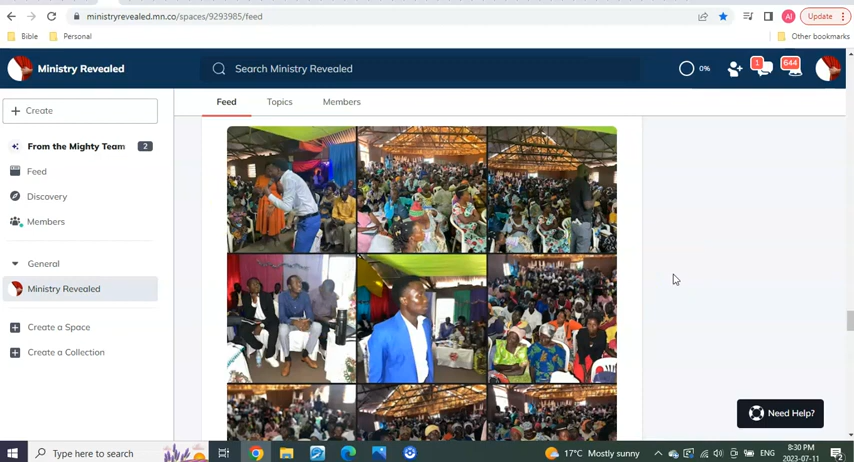 ministryrevealed.mn.co/spaces/9293985/feed
AI
Update
Bible
Personal
Other bookmarks
Ministry Revealed
Search Ministry Revealed
0%
1
644
Create
Feed
Topics
Members
From the Mighty Team
2
Feed
Discovery
Members
General
Ministry Revealed
Create a Space
Create a Collection
Need Help?
Type here to search
17°C Mostly sunny
ENG
8:30 PM
2023-07-11
2